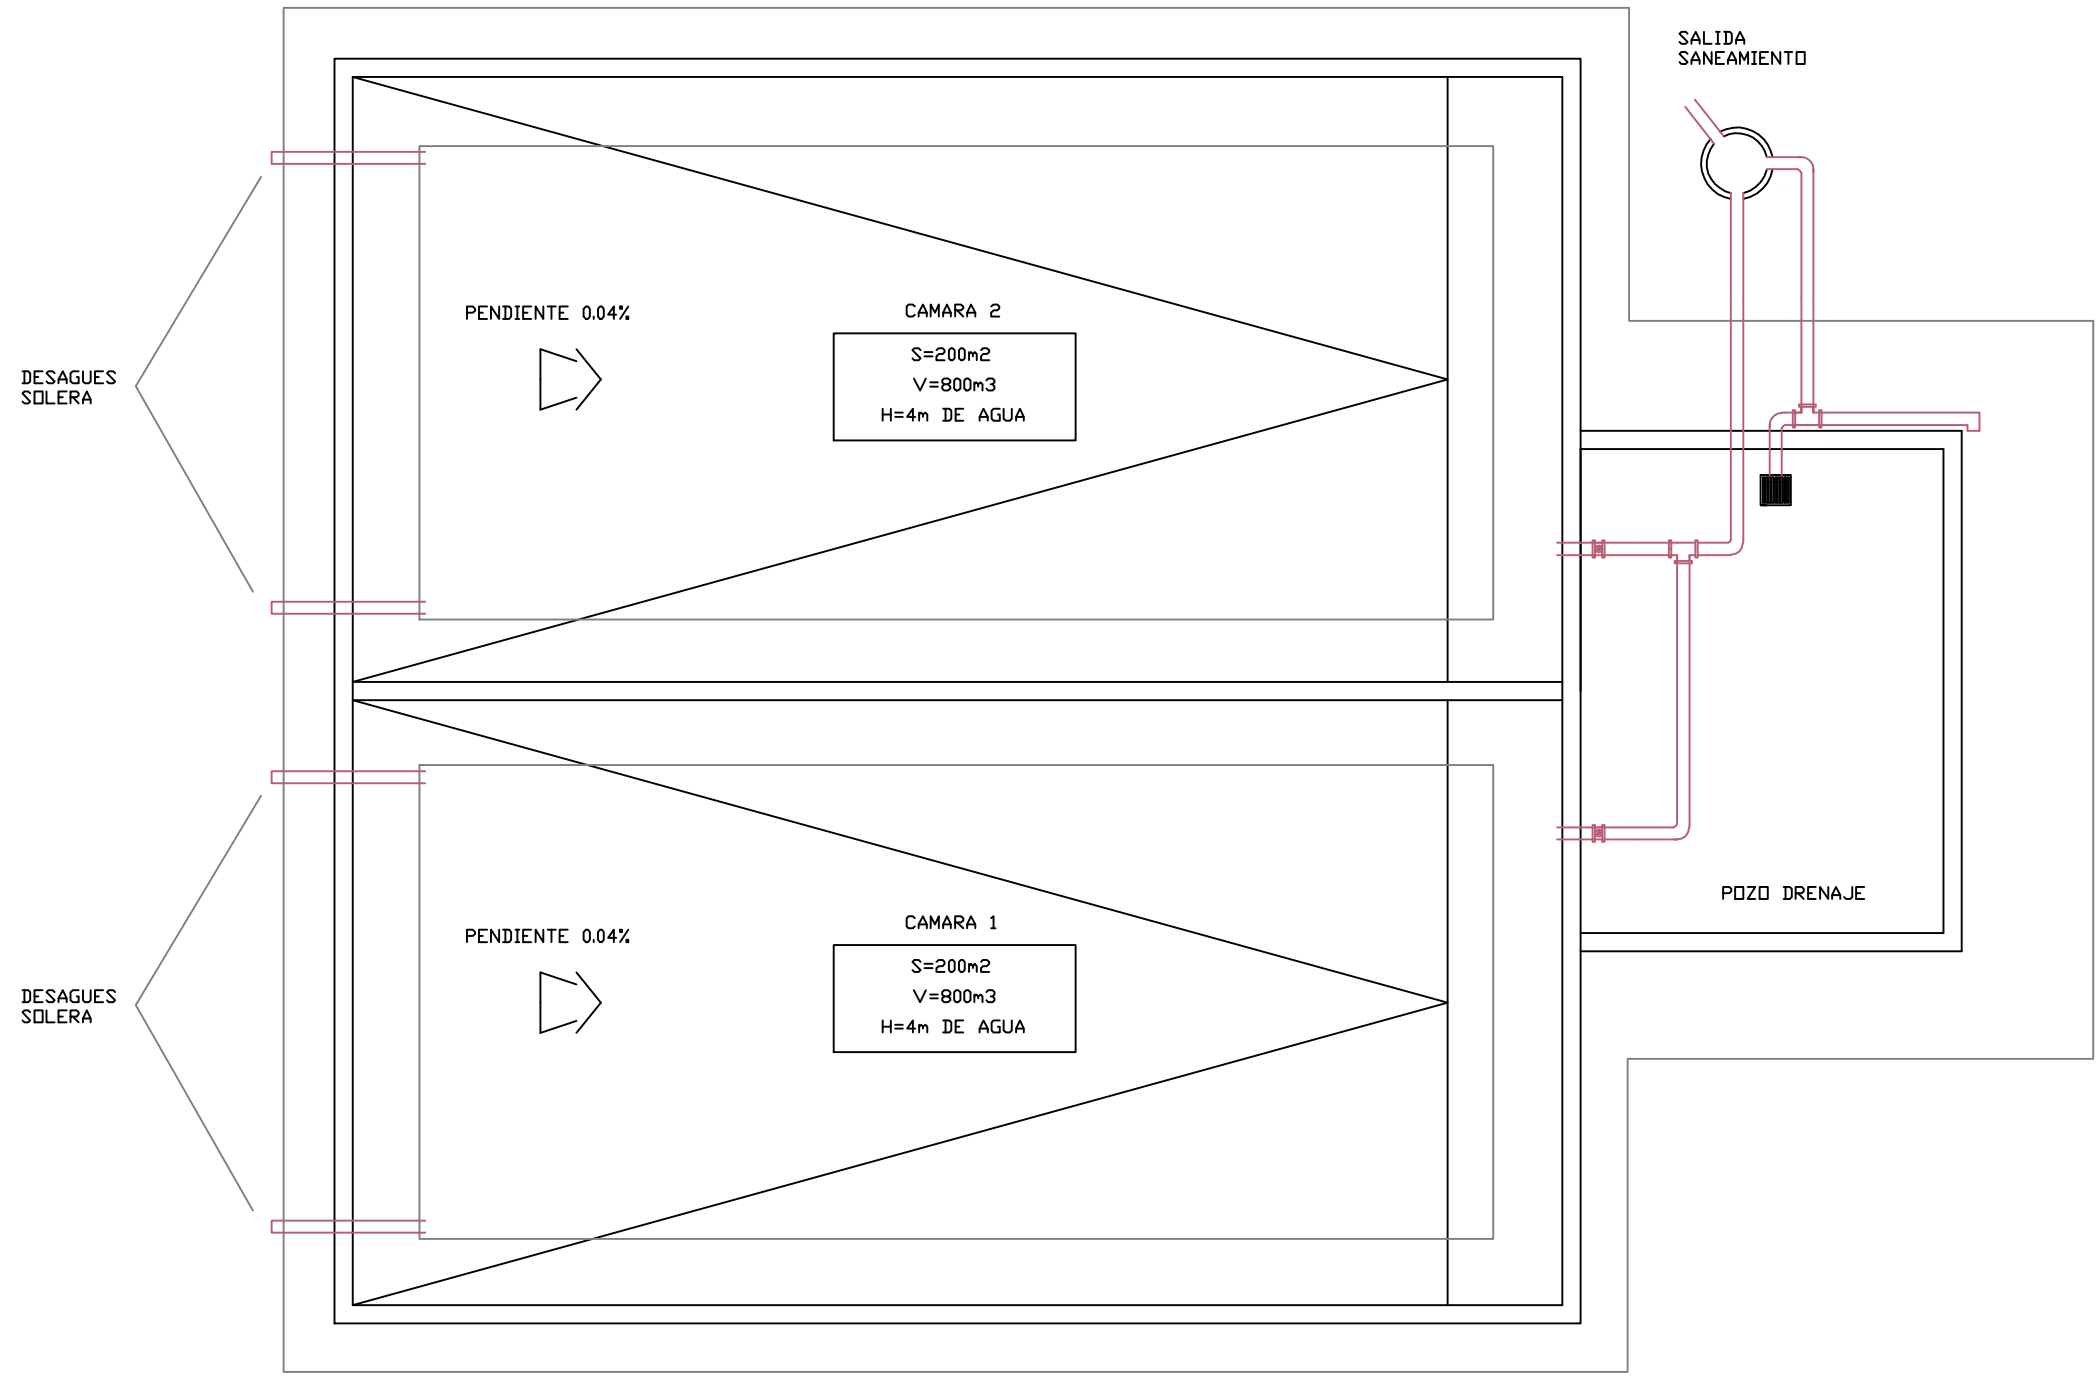 SALIDA
SANEAMIENTO
PENDIENTE 0.04%
CAMARA 2
S=200m2
V=800m3
H=4m DE AGUA
DESAGUES
SOLERA
POZO DRENAJE
PENDIENTE 0.04%
CAMARA 1
S=200m2
V=800m3
H=4m DE AGUA
DESAGUES
SOLERA